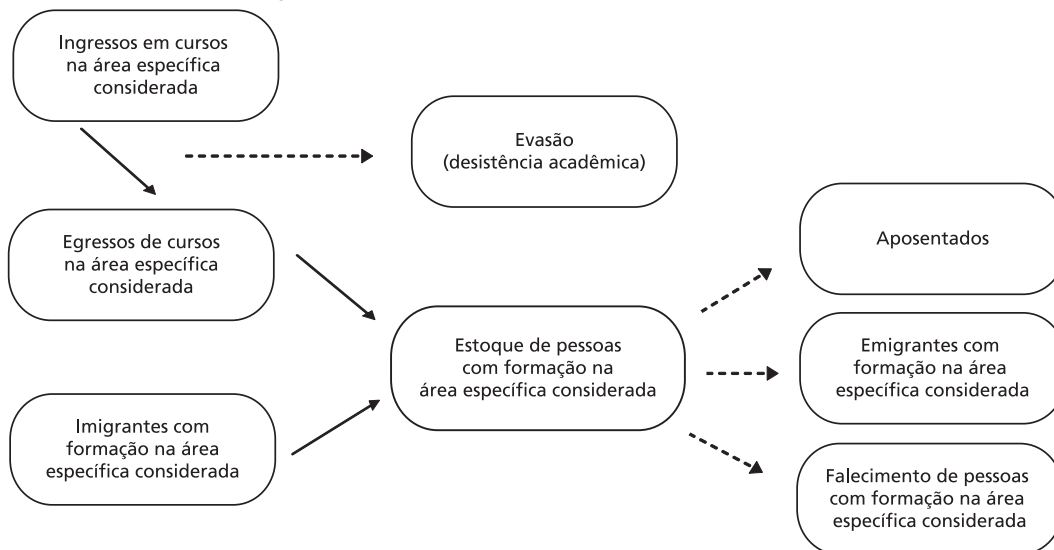 Ingressos em cursos
na área específica
considerada
Evasão
(desistência acadêmica)
Egressos de cursos
na área específica
considerada
Aposentados
Estoque de pessoas
com formação na
área específica considerada
Emigrantes com
formação na área
específica considerada
Imigrantes com
formação na área
específica considerada
Falecimento de pessoas
com formação na área
específica considerada